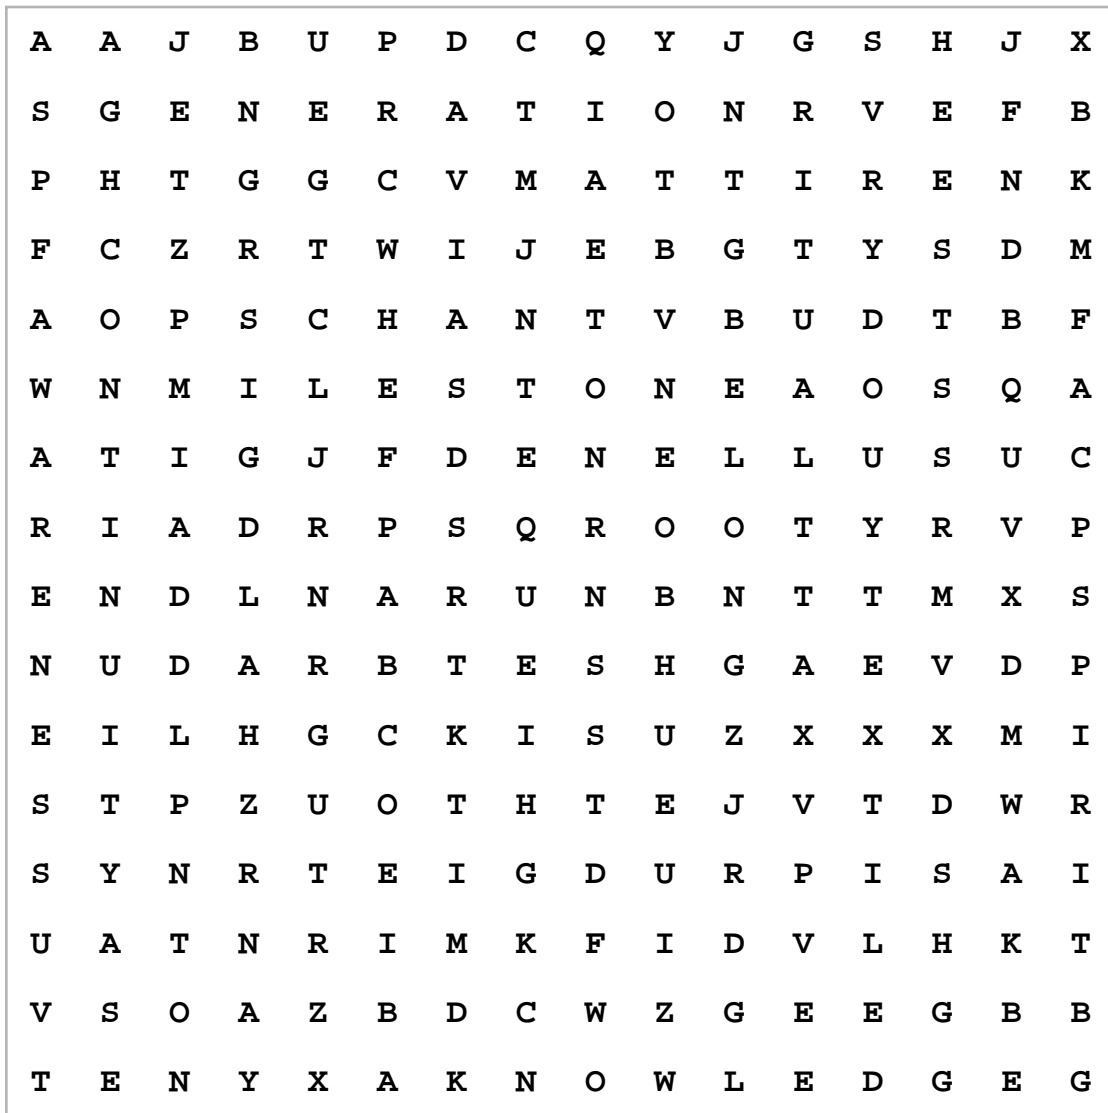 A A J B U P D C Q Y J G S H J X
S G E N E R A T I O N R V E F B
P H T G G C V M A T T I R E N K
F C Z R T W I J E B G T Y S D M
A O P S C H A N T V B U D T B F
W N M I L E S T O N E A O S Q A
A T I G J F D E N E L L U S U C
R I A D R P S Q R O O T Y R V P
E N D L N A R U N B N T T M X S
N U D A R B T E S H G A E V D P
E I L H G C K I S U Z X X X M I
S T P Z U O T H T E J V T D W R
S Y N R T E I G D U R P I S A I
U A T N R I M K F I D V L H K T
V S O A Z B D C W Z G E E G B B
T E N Y X A K N O W L E D G E G